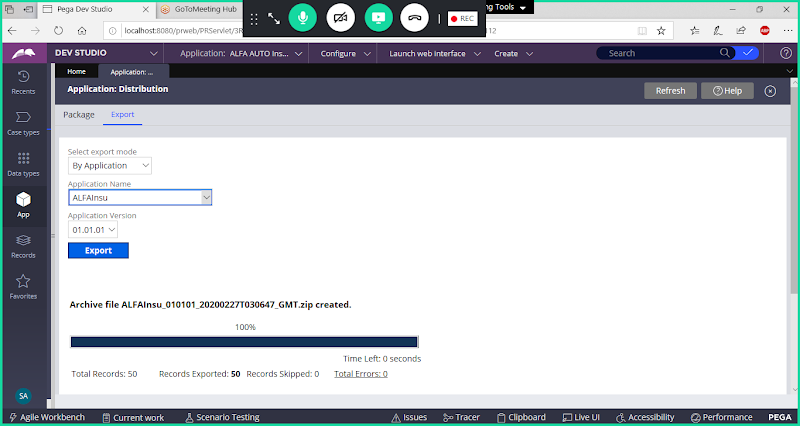 Pega Dev Studio
GoToMeeting Hub
REC
ng Tools
localhost:8080/prweb/PRServlet/3R
112
ABP
DEV STUDIO
Application: ALFA AUTO Ins...
Configure
Launch web interface
Create
Search
Home
Application: ...
Recents
Application: Distribution
Refresh
Help
Package
Export
Case types
Select export mode
By Application
Data types
Application Name
ALFAInsu
App
Application Version
01.01.01
Export
Records
Favorites
Archive file ALFAInsu_010101_20200227T030647_GMT.zip created.
100%
Time Left: 0 seconds
Total Records: 50 Records Exported: 50 Records Skipped: 0 Total Errors: 0
SA
Agile Workbench Current work Scenario Testing Issues Tracer Clipboard Live UI Accessibility Performance PEGA